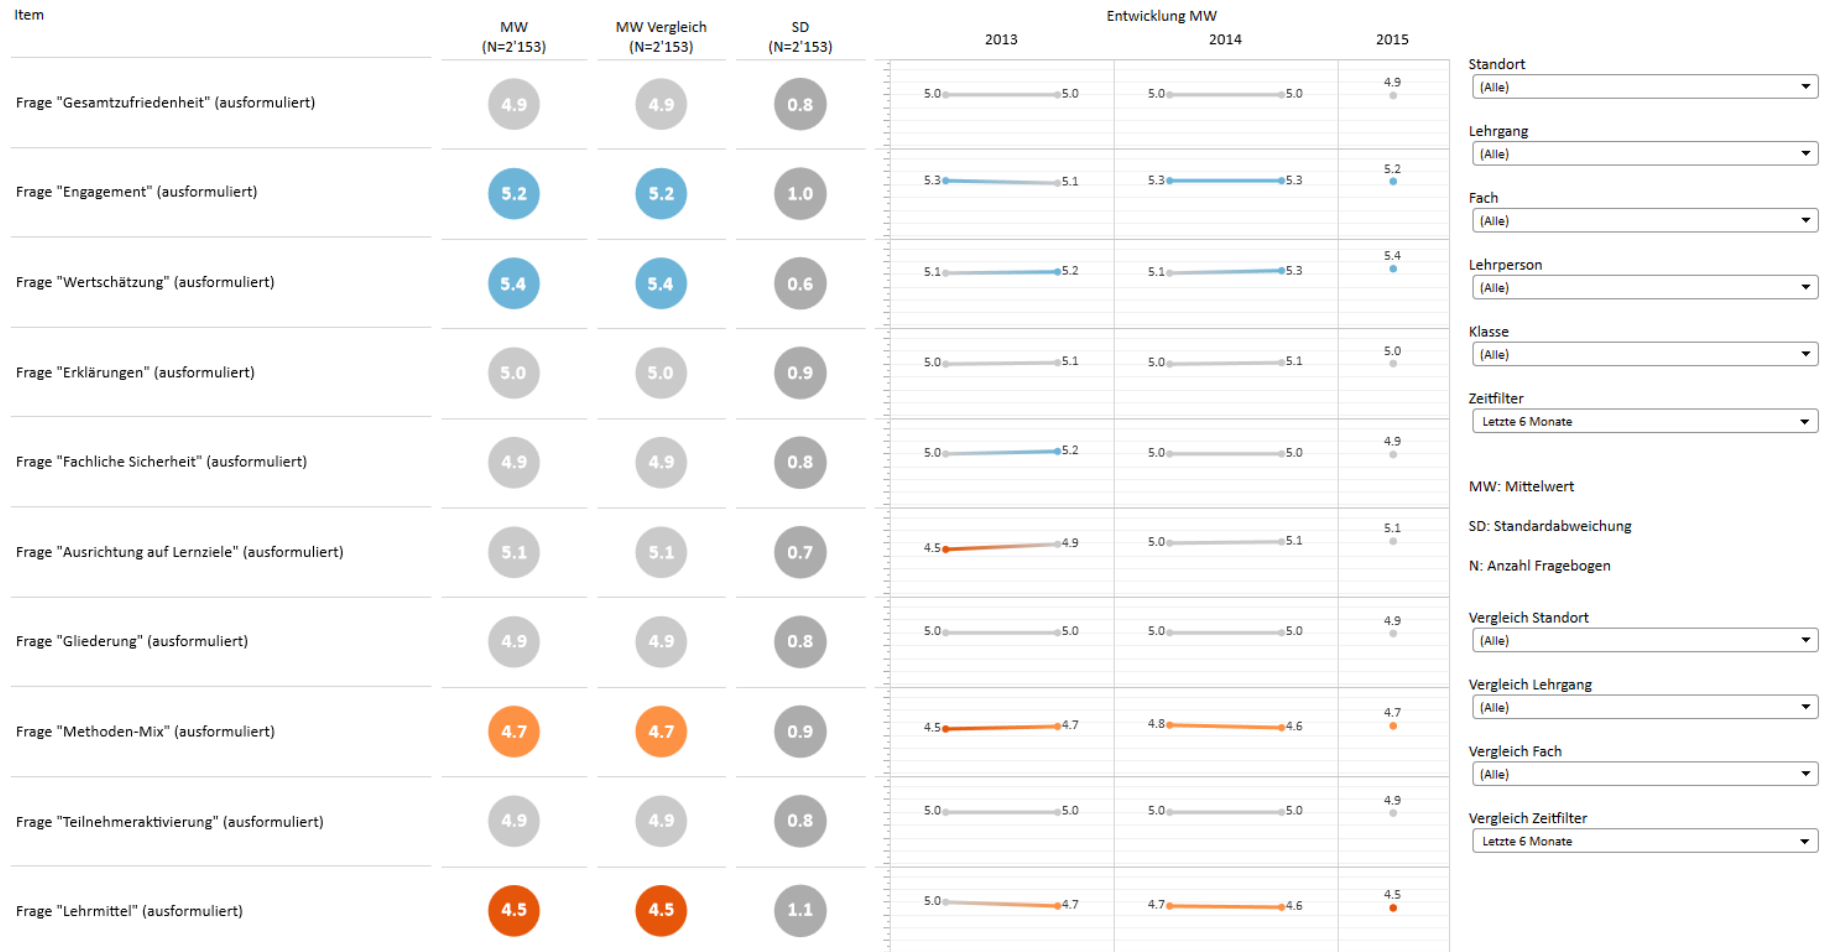 Item
MW
(N=2'153)
MW Vergleich
(N=2'153)
SD
(N=2'153)
Entwicklung MW
2013
2014
2015
Frage "Gesamtzufriedenheit" (ausformuliert)
4.9
4.9
0.8
5.0
5.0
5.0
5.0
4.9
Frage "Engagement" (ausformuliert)
5.2
5.2
1.0
5.3
5.1
5.3
5.3
5.2
Frage "Wertschätzung" (ausformuliert)
5.4
5.4
0.6
5.1
5.2
5.1
5.3
5.4
Frage "Erklärungen" (ausformuliert)
5.0
5.0
0.9
5.0
5.1
5.0
5.1
5.0
Frage "Fachliche Sicherheit" (ausformuliert)
4.9
4.9
0.8
5.0
5.2
5.0
5.0
4.9
Frage "Ausrichtung auf Lernziele" (ausformuliert)
5.1
5.1
0.7
4.5
4.9
5.0
5.1
5.1
Frage "Gliederung" (ausformuliert)
4.9
4.9
0.8
5.0
5.0
5.0
5.0
4.9
Frage "Methoden-Mix" (ausformuliert)
4.7
4.7
0.9
4.5
4.7
4.8
4.6
4.7
Frage "Teilnehmeraktivierung" (ausformuliert)
4.9
4.9
0.8
5.0
5.0
5.0
5.0
4.9
Frage "Lehrmittel" (ausformuliert)
4.5
4.5
1.1
5.0
4.7
4.7
4.6
4.5
Standort
(Alle)
Lehrgang
(Alle)
Fach
(Alle)
Lehrperson
(Alle)
Klasse
(Alle)
Zeitfilter
Letzte 6 Monate
MW: Mittelwert
SD: Standardabweichung
N: Anzahl Fragebogen
Vergleich Standort
(Alle)
Vergleich Lehrgang
(Alle)
Vergleich Fach
(Alle)
Vergleich Zeitfilter
Letzte 6 Monate